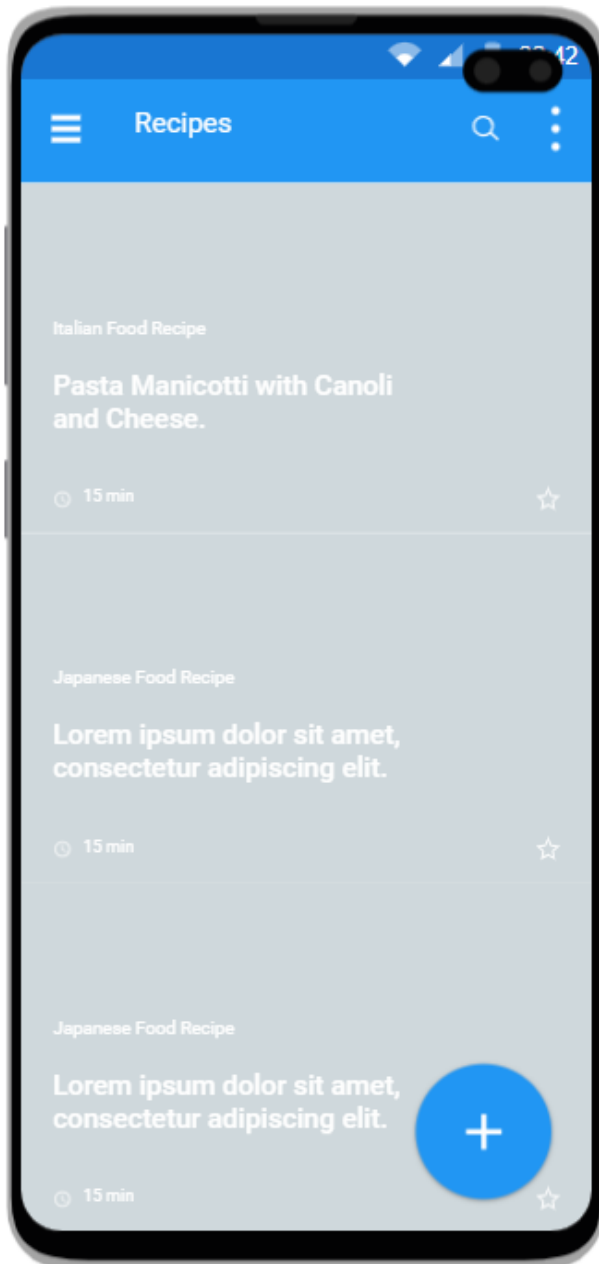 42
Recipes
Italian Food Recipe
Pasta Manicotti with Canoli
and Cheese.
15 min
Japanese Food Recipe
Lorem ipsum dolor sit amet,
consectetur adipiscing elit.
15 min
Japanese Food Recipe
Lorem ipsum dolor sit amet,
consectetur adipiscing elit.
15 min